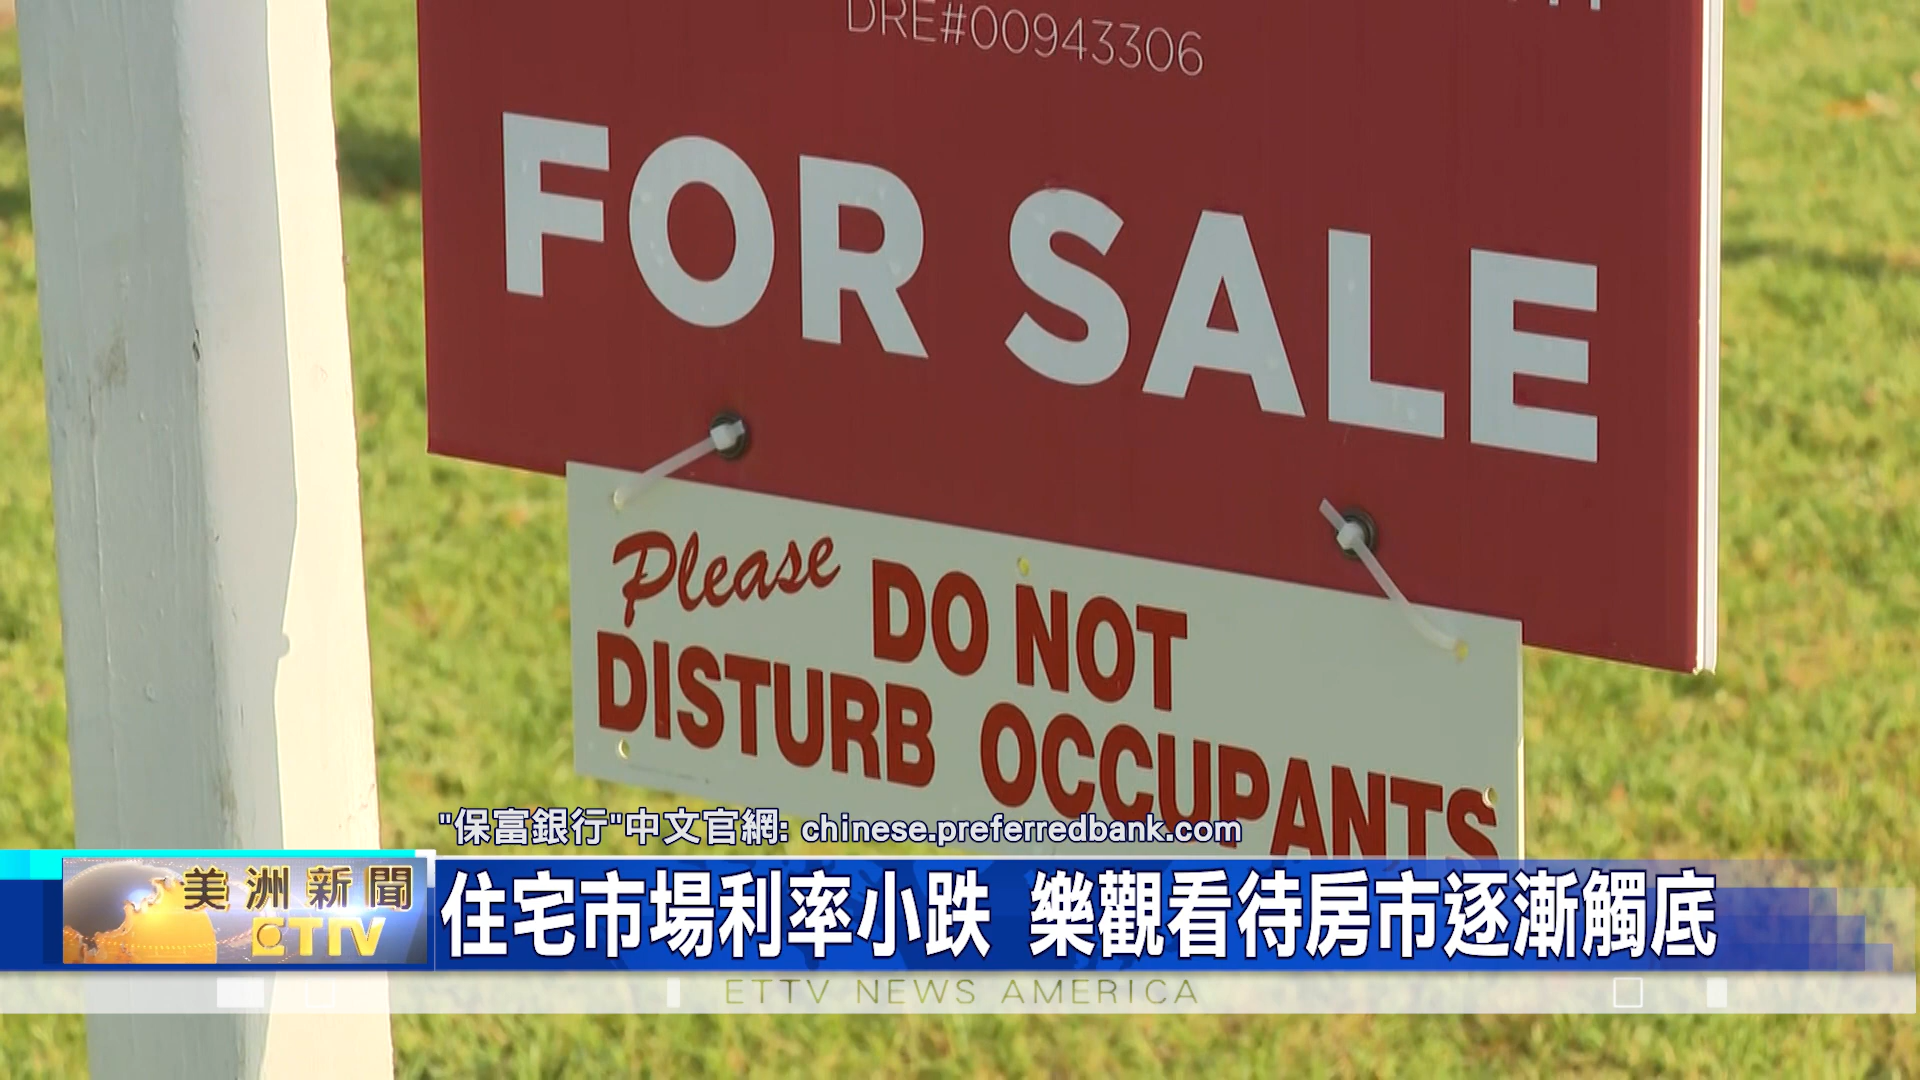 DRE#00943306
FOR SALE
Please DO NOT
DISTURB OCCUPANTS
"保富銀行"中文官網: chinese.preferredbank.com
美洲新聞
ETTV
住宅市場利率小跌 樂觀看待房市逐漸觸底
ETTV NEWS AMERICA